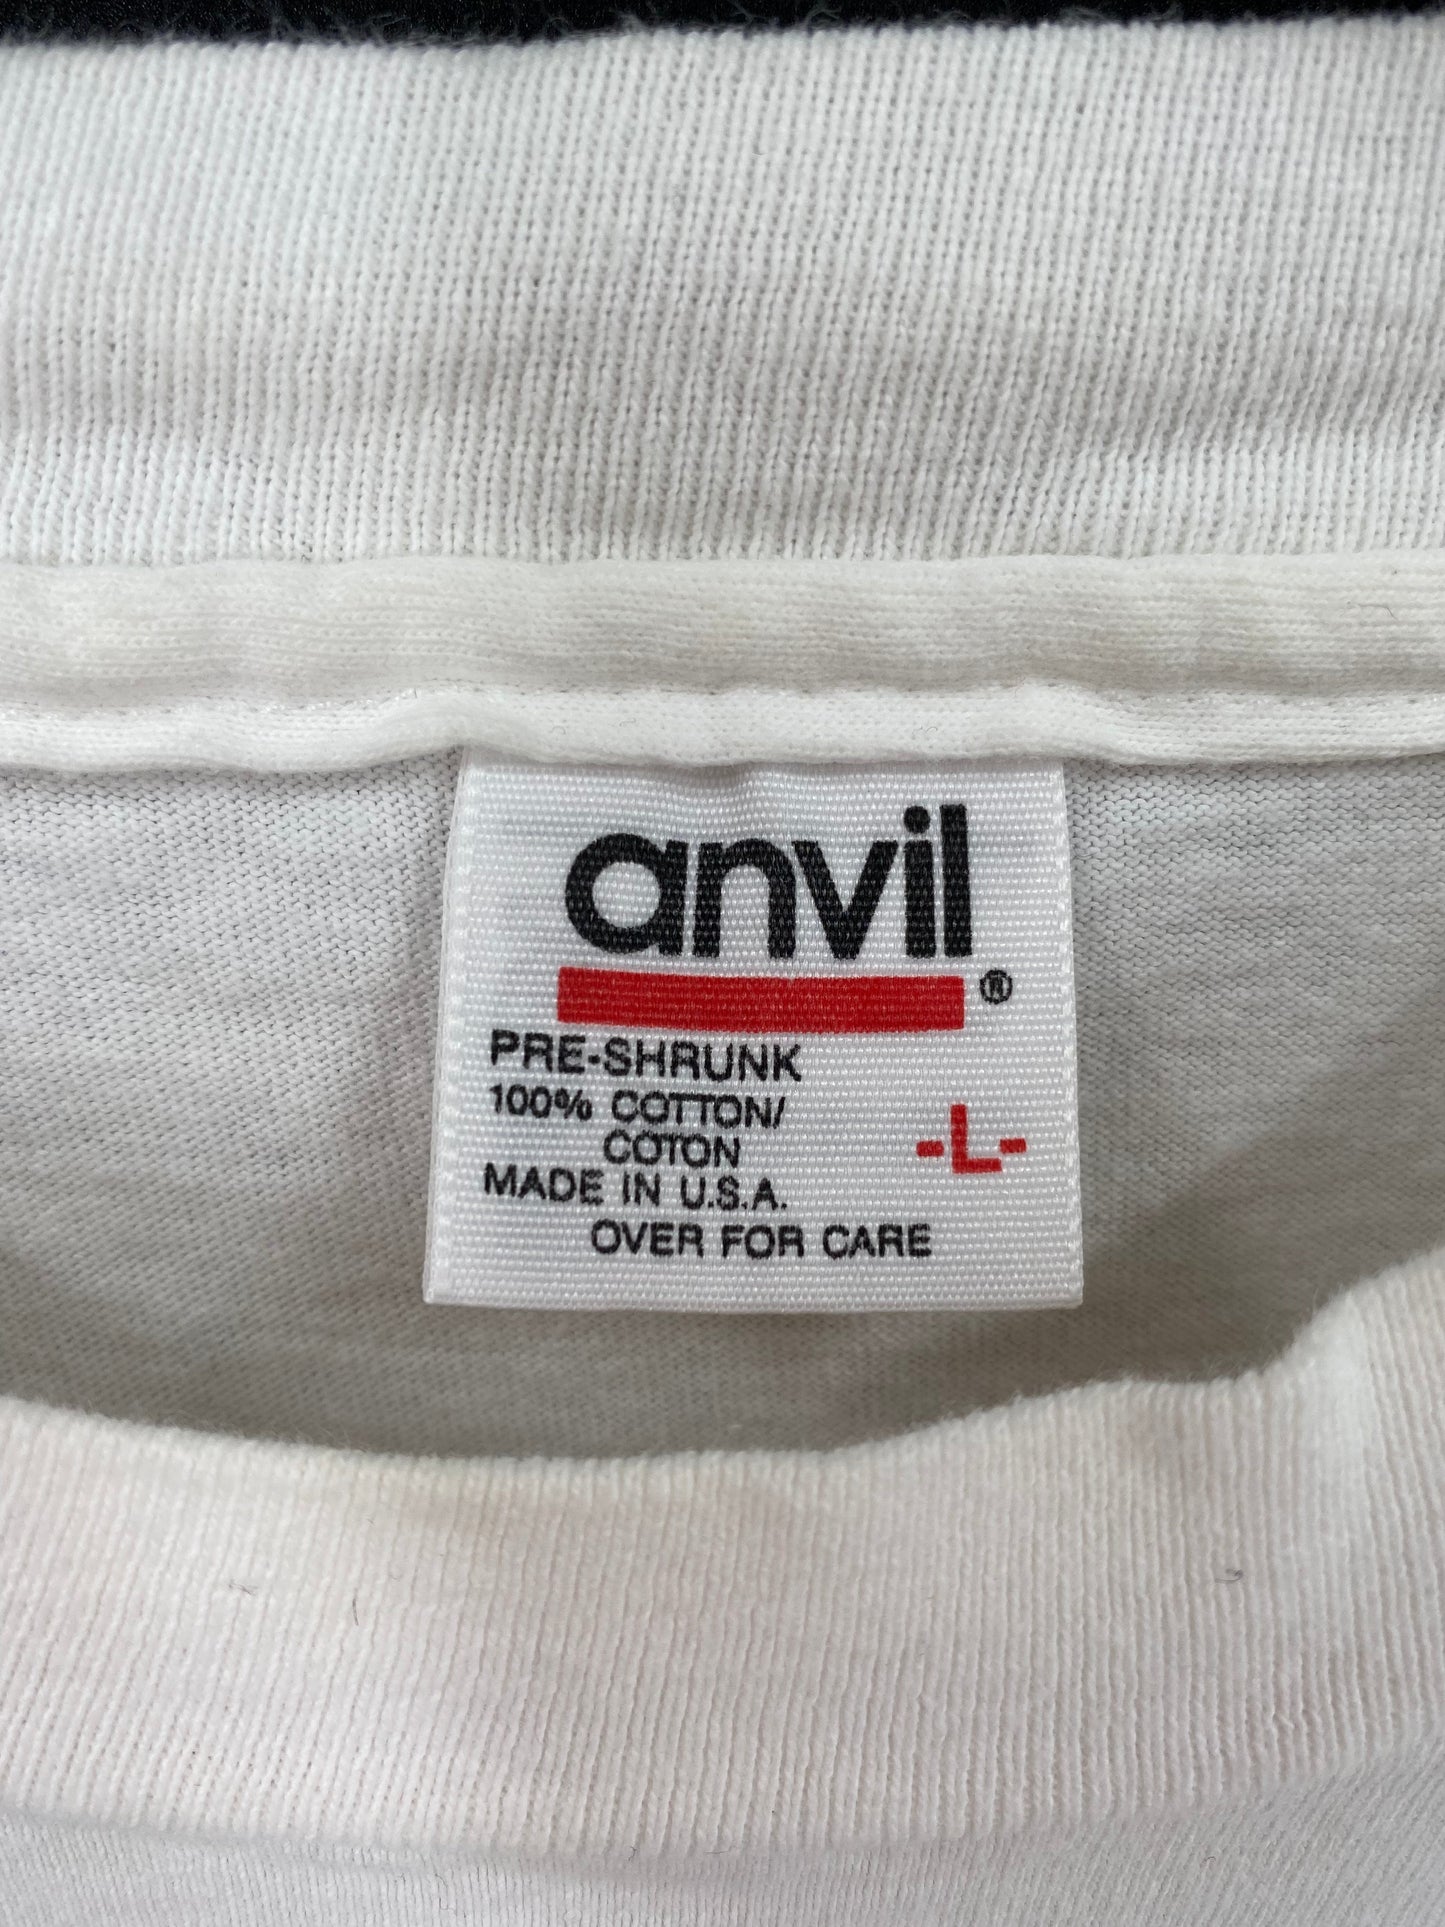 anvil
®
PRE-SHRUNK
100% COTTON/
COTON
-L-
MADE IN U.S.A.
OVER FOR CARE